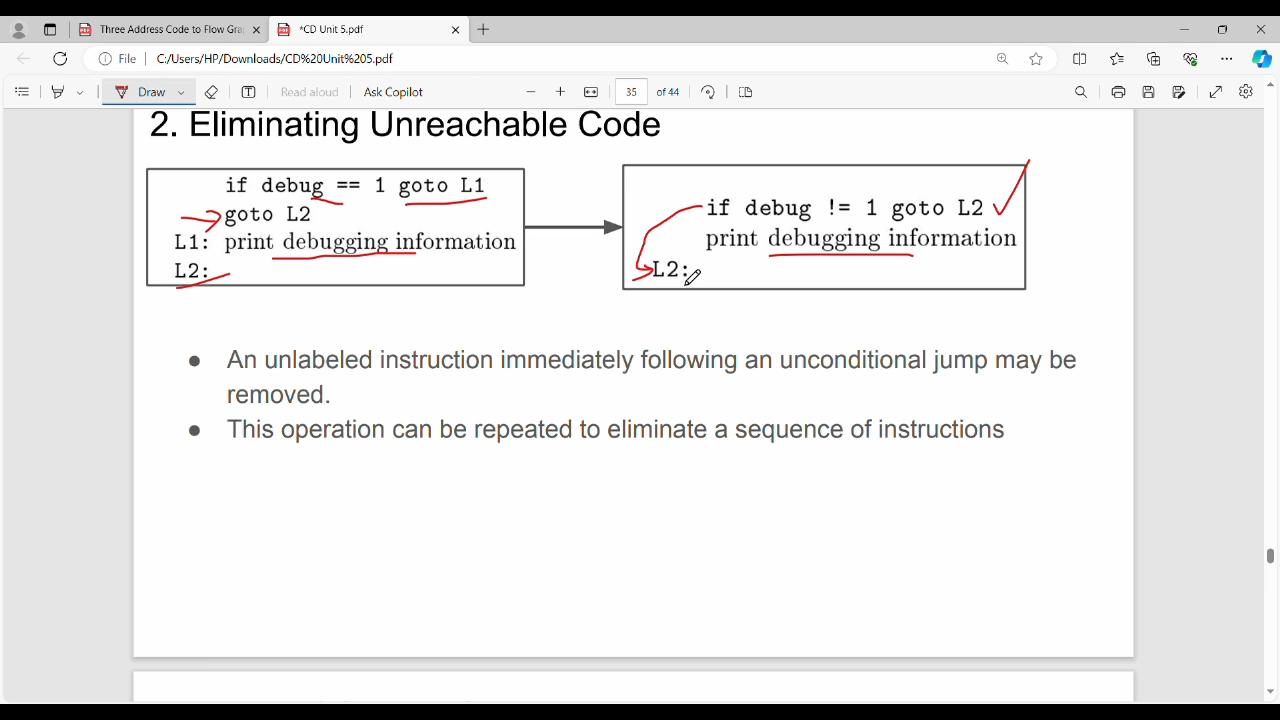 Three Address Code to Flow Gra
*CD Unit 5.pdf
File
C:/Users/HP/Downloads/CD%20Unit%205.pdf
Draw
Read aloud
Ask Copilot
35
of 44
2. Eliminating Unreachable Code
if debug == 1 goto L1
goto L2
L1: print debugging information
L2:
if debug != 1 goto L2
print debugging information
L2:
● An unlabeled instruction immediately following an unconditional jump may be
removed.
● This operation can be repeated to eliminate a sequence of instructions